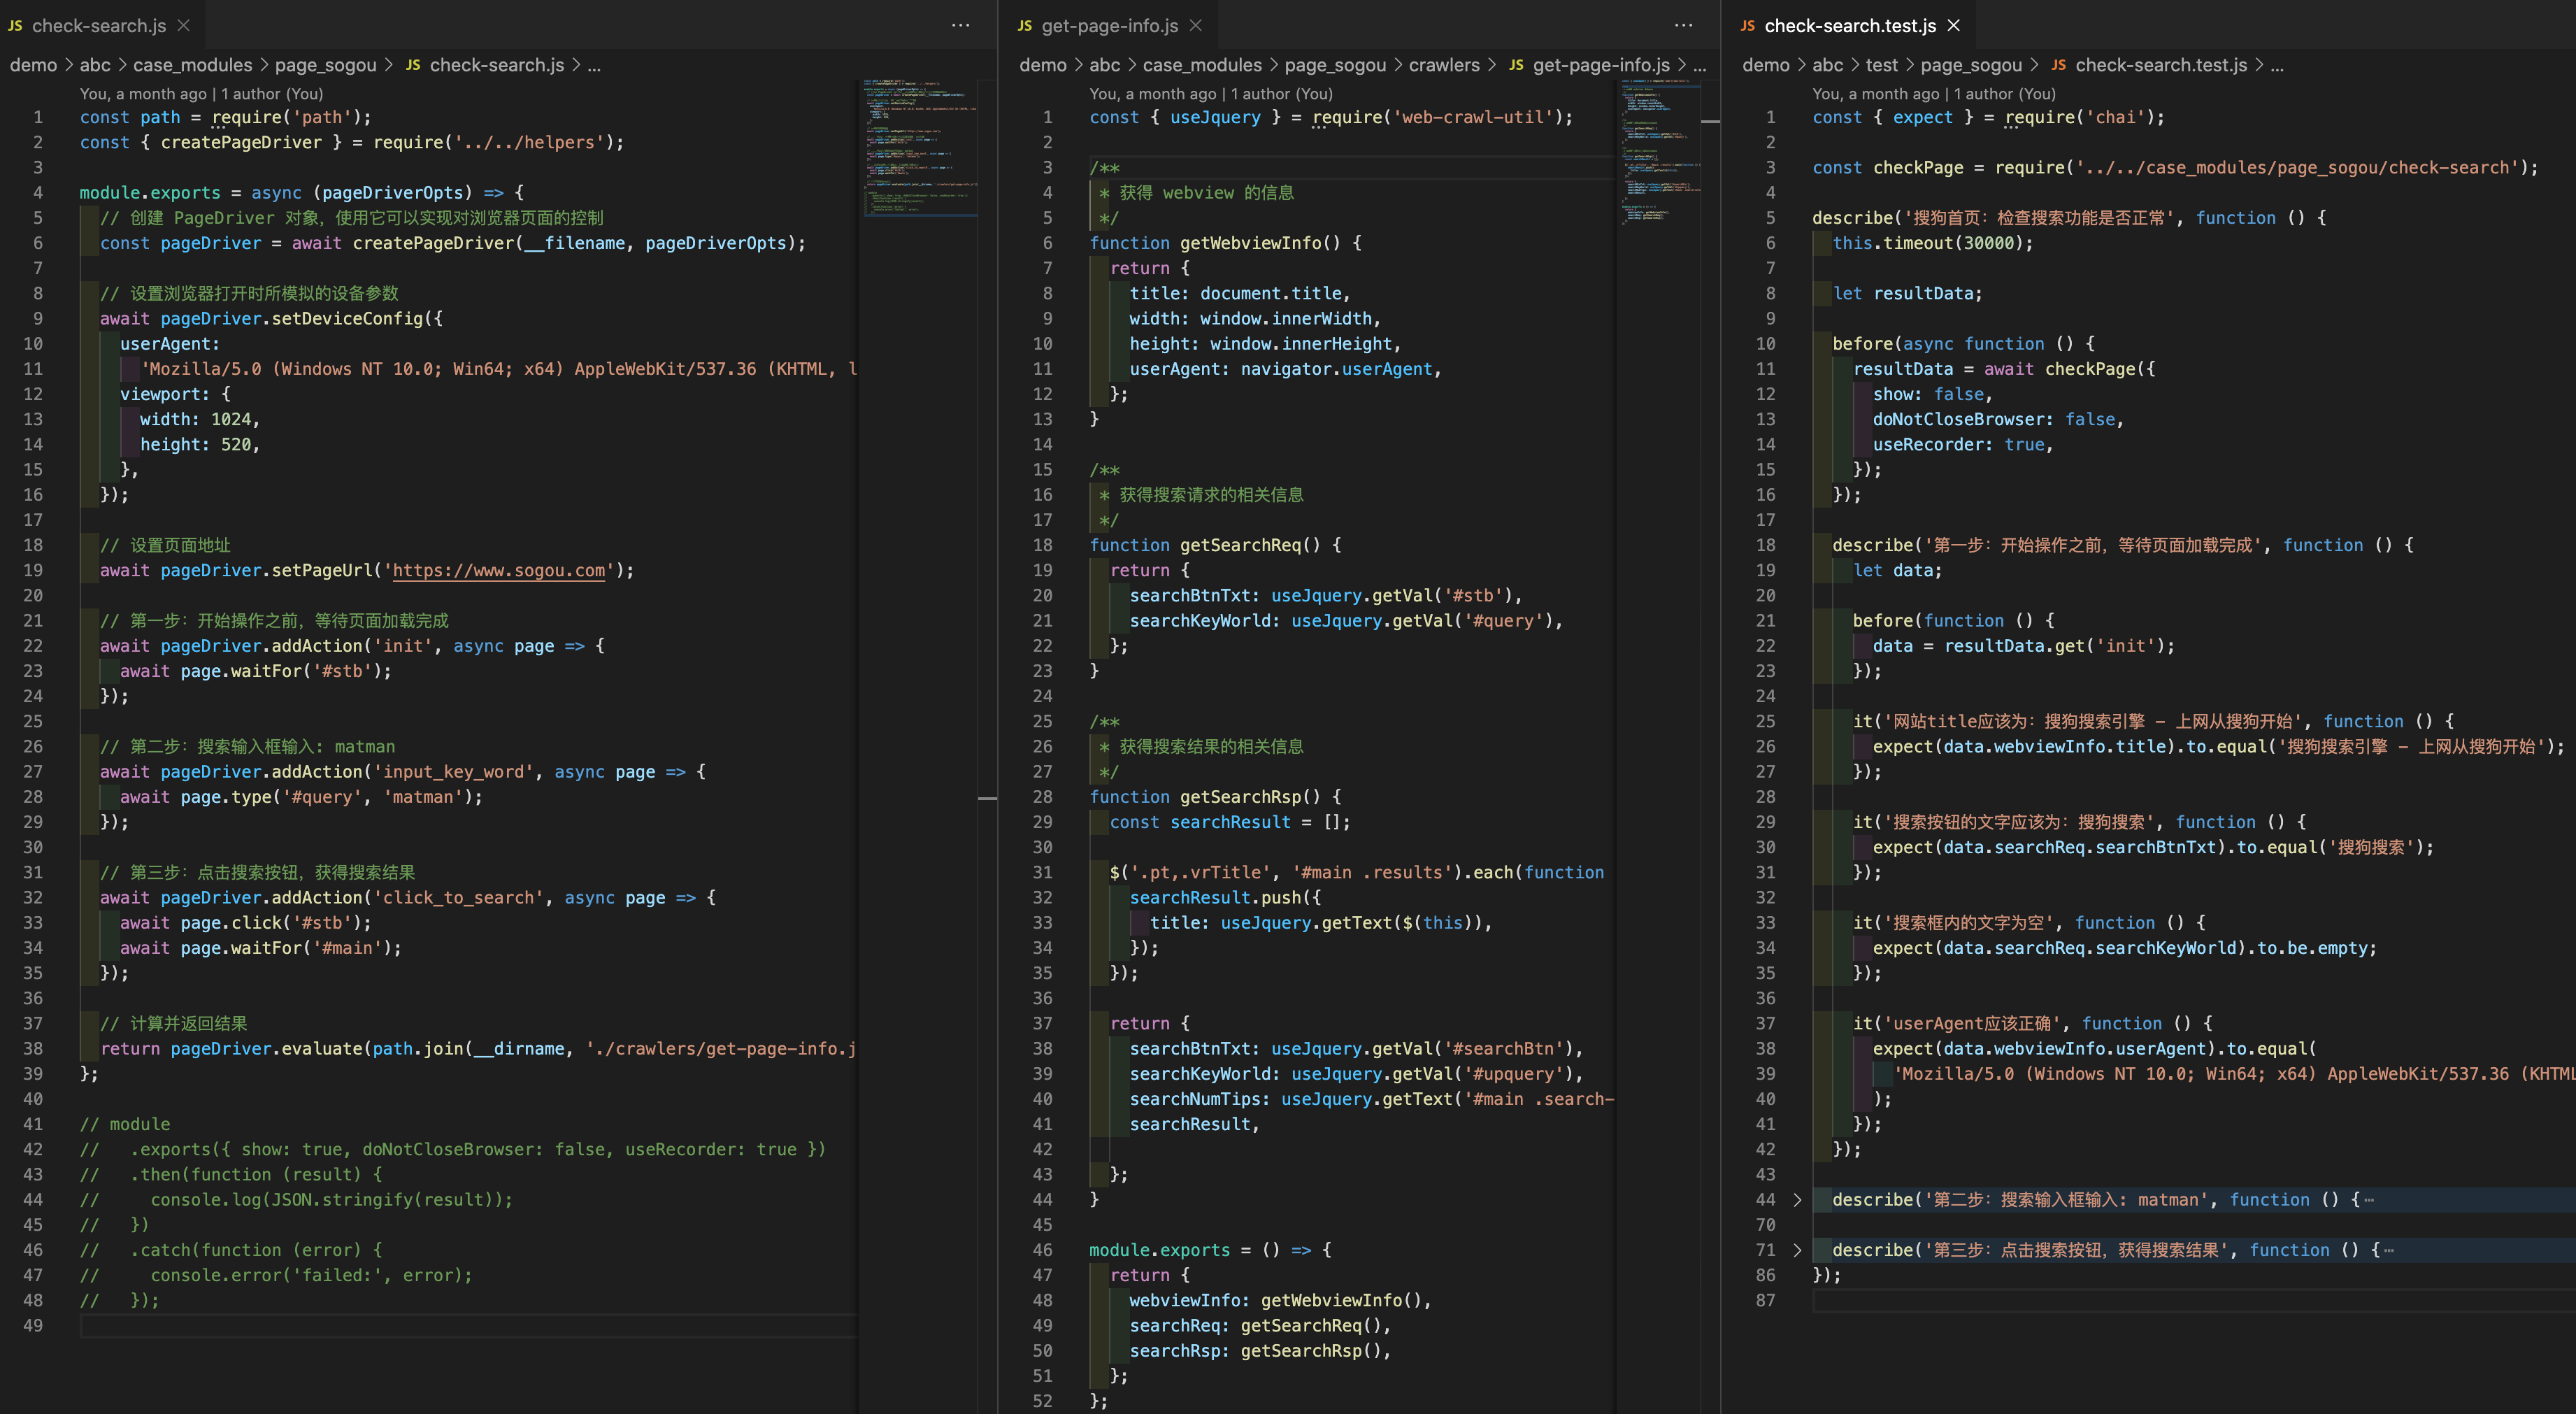 JS check-search.js
demo > abc > case_modules > page_sogou > JS check-search.js > ...
You, a month ago | 1 author (You)
1 const path = require('path');
2 const { createPageDriver } = require('../../helpers');
3
4 module.exports = async (pageDriverOpts) => {
5 // 创建 PageDriver 对象，使用它可以实现对浏览器页面的控制
6 const pageDriver = await createPageDriver(__filename, pageDriverOpts);
7
8 // 设置浏览器打开时所模拟的设备参数
9 await pageDriver.setDeviceConfig({
10 userAgent:
11 'Mozilla/5.0 (Windows NT 10.0; Win64; x64) AppleWebKit/537.36 (KHTML, l
12 viewport: {
13 width: 1024,
14 height: 520,
15 },
16 });
17
18 // 设置页面地址
19 await pageDriver.setPageUrl('https://www.sogou.com');
20
21 // 第一步：开始操作之前，等待页面加载完成
22 await pageDriver.addAction('init', async page => {
23 await page.waitFor('#stb');
24 });
25
26 // 第二步：搜索输入框输入: matman
27 await pageDriver.addAction('input_key_word', async page => {
28 await page.type('#query', 'matman');
29 });
30
31 // 第三步：点击搜索按钮，获得搜索结果
32 await pageDriver.addAction('click_to_search', async page => {
33 await page.click('#stb');
34 await page.waitFor('#main');
35 });
36
37 // 计算并返回结果
38 return pageDriver.evaluate(path.join(__dirname, './crawlers/get-page-info.j
39 };
40
41 // module
42 // .exports({ show: true, doNotCloseBrowser: false, useRecorder: true })
43 // .then(function (result) {
44 // console.log(JSON.stringify(result));
45 // })
46 // .catch(function (error) {
47 // console.error('failed:', error);
48 // });
49
JS get-page-info.js
demo > abc > case_modules > page_sogou > crawlers > JS get-page-info.js > ...
You, a month ago | 1 author (You)
1 const { useJquery } = require('web-crawl-util');
2
3 /**
4 * 获得 webview 的信息
5 */
6 function getWebviewInfo() {
7 return {
8 title: document.title,
9 width: window.innerWidth,
10 height: window.innerHeight,
11 userAgent: navigator.userAgent,
12 };
13 }
14
15 /**
16 * 获得搜索请求的相关信息
17 */
18 function getSearchReq() {
19 return {
20 searchBtnTxt: useJquery.getVal('#stb'),
21 searchKeyWorld: useJquery.getVal('#query'),
22 };
23 }
24
25 /**
26 * 获得搜索结果的相关信息
27 */
28 function getSearchRsp() {
29 const searchResult = [];
30
31 $('.pt,.vrTitle', '#main .results').each(function
32 searchResult.push({
33 title: useJquery.getText($(this)),
34 });
35 });
36
37 return {
38 searchBtnTxt: useJquery.getVal('#searchBtn'),
39 searchKeyWorld: useJquery.getVal('#upquery'),
40 searchNumTips: useJquery.getText('#main .search-
41 searchResult,
42
43 };
44 }
45
46 module.exports = () => {
47 return {
48 webviewInfo: getWebviewInfo(),
49 searchReq: getSearchReq(),
50 searchRsp: getSearchRsp(),
51 };
52 };
JS check-search.test.js
demo > abc > test > page_sogou > JS check-search.test.js > ...
You, a month ago | 1 author (You)
1 const { expect } = require('chai');
2
3 const checkPage = require('../../case_modules/page_sogou/check-search');
4
5 describe('搜狗首页：检查搜索功能是否正常', function () {
6 this.timeout(30000);
7
8 let resultData;
9
10 before(async function () {
11 resultData = await checkPage({
12 show: false,
13 doNotCloseBrowser: false,
14 useRecorder: true,
15 });
16 });
17
18 describe('第一步：开始操作之前，等待页面加载完成', function () {
19 let data;
20
21 before(function () {
22 data = resultData.get('init');
23 });
24
25 it('网站title应该为：搜狗搜索引擎 - 上网从搜狗开始', function () {
26 expect(data.webviewInfo.title).to.equal('搜狗搜索引擎 - 上网从搜狗开始');
27 });
28
29 it('搜索按钮的文字应该为：搜狗搜索', function () {
30 expect(data.searchReq.searchBtnTxt).to.equal('搜狗搜索');
31 });
32
33 it('搜索框内的文字为空', function () {
34 expect(data.searchReq.searchKeyWorld).to.be.empty;
35 });
36
37 it('userAgent应该正确', function () {
38 expect(data.webviewInfo.userAgent).to.equal(
39 'Mozilla/5.0 (Windows NT 10.0; Win64; x64) AppleWebKit/537.36 (KHTML
40 );
41 });
42 });
43
44 describe('第二步：搜索输入框输入: matman', function () {…
70
71 describe('第三步：点击搜索按钮，获得搜索结果', function () {…
86 });
87